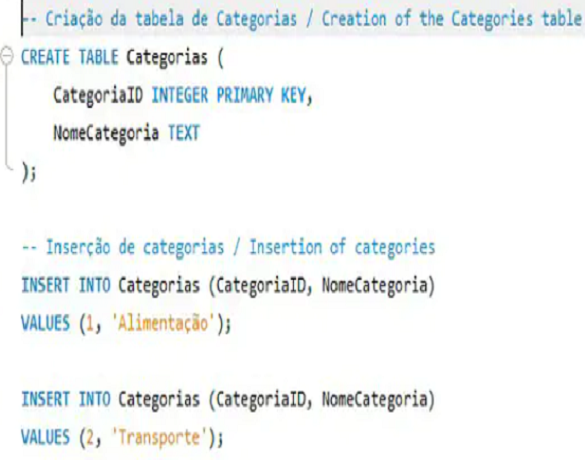 -- Criação da tabela de Categorias / Creation of the Categories table
CREATE TABLE Categorias (
CategoriaID INTEGER PRIMARY KEY,
NomeCategoria TEXT
);
-- Inserção de categorias / Insertion of categories
INSERT INTO Categorias (CategoriaID, NomeCategoria)
VALUES (1, 'Alimentação');
INSERT INTO Categorias (CategoriaID, NomeCategoria)
VALUES (2, 'Transporte');